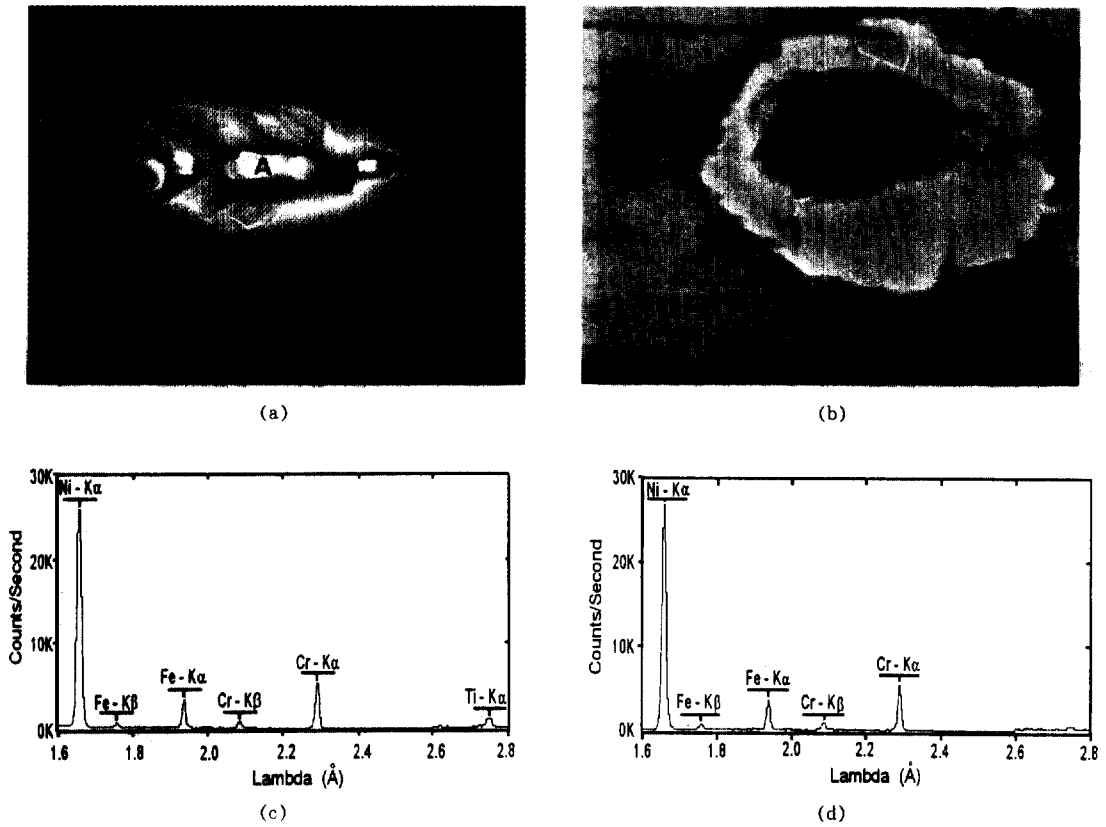 A
(a)
(b)
30K
20K
10K
0K
Counts/Second
Ni - Kα
Fe - Kβ
Fe - Kα
Cr - Kβ
Cr - Kα
Ti - Kα
1.6 1.8 2.0 2.2 2.4 2.6 2.8
Lambda (Å)
(c)
30K
20K
10K
0K
Counts/Second
Ni - Kα
Fe - Kβ
Fe - Kα
Cr - Kβ
Cr - Kα
1.6 1.8 2.0 2.2 2.4 2.6 2.8
Lambda (Å)
(d)